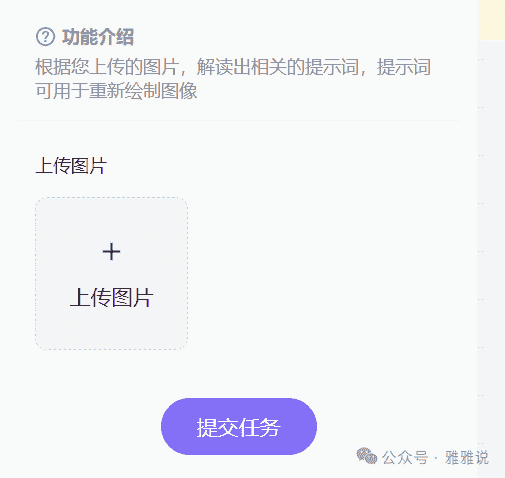 功能介绍
根据您上传的图片，解读出相关的提示词，提示词
可用于重新绘制图像
上传图片
+
上传图片
提交任务
公众号 · 雅雅说